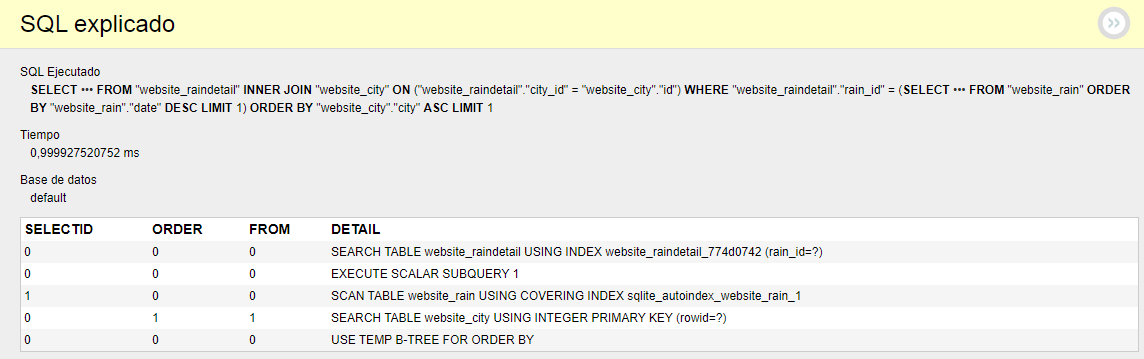 SQL explicado
»
SQL Ejecutado
SELECT ••• FROM "website_raindetail" INNER JOIN "website_city" ON ("website_raindetail"."city_id" = "website_city"."id") WHERE "website_raindetail"."rain_id" = (SELECT ••• FROM "website_rain" ORDER
BY "website_rain"."date" DESC LIMIT 1) ORDER BY "website_city"."city" ASC LIMIT 1
Tiempo
0,999927520752 ms
Base de datos
default
SELECTID ORDER FROM DETAIL
0 0 0 SEARCH TABLE website_raindetail USING INDEX website_raindetail_774d0742 (rain_id=?)
0 0 0 EXECUTE SCALAR SUBQUERY 1
1 0 0 SCAN TABLE website_rain USING COVERING INDEX sqlite_autoindex_website_rain_1
0 1 1 SEARCH TABLE website_city USING INTEGER PRIMARY KEY (rowid=?)
0 0 0 USE TEMP B-TREE FOR ORDER BY